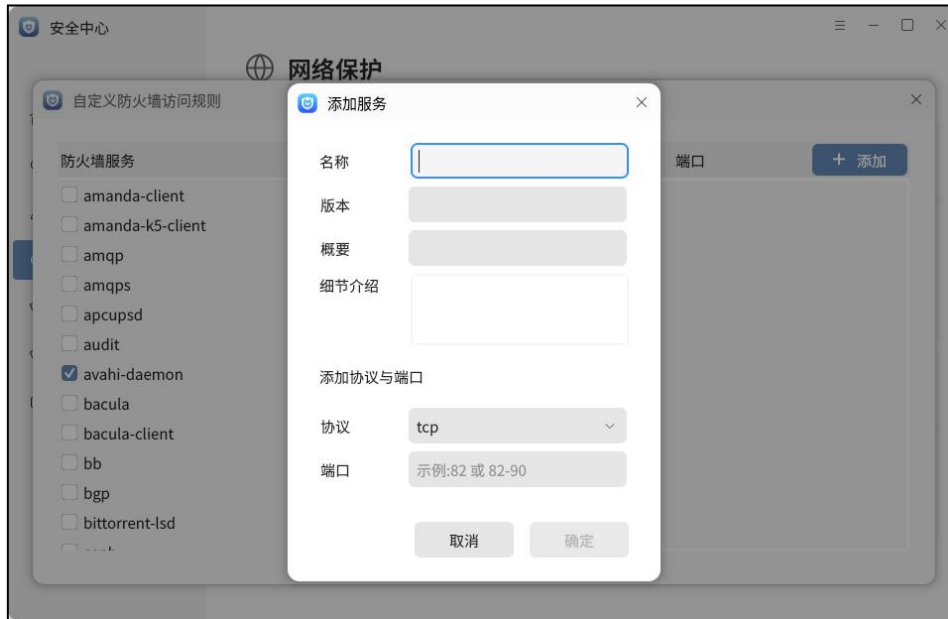 安全中心
网络保护
自定义防火墙访问规则
添加服务
防火墙服务
名称
端口
+ 添加
amanda-client
版本
amanda-k5-client
概要
amqp
amqps
细节介绍
apcupsd
audit
avahi-daemon
添加协议与端口
bacula
协议
tcp
bacula-client
bb
端口
示例:82 或 82-90
bgp
bittorrent-lsd
取消
确定